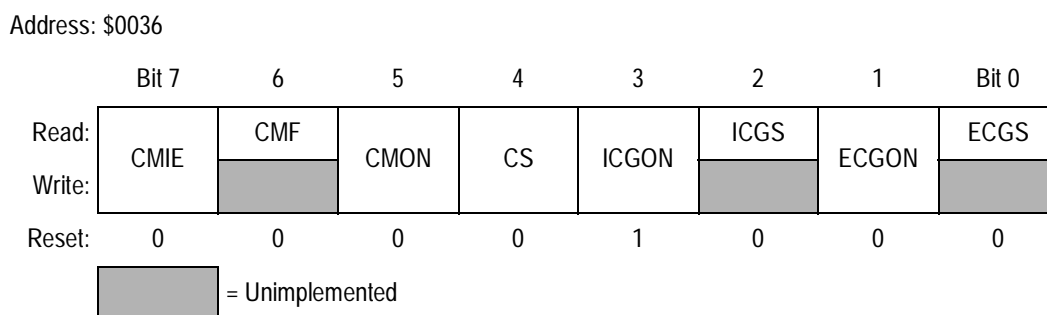 Address: $0036
Bit 7 6 5 4 3 2 1 Bit 0
Read: CMIE CMF CMON CS ICGON ICGS ECGON ECGS
Write:
Reset: 0 0 0 0 1 0 0 0
= Unimplemented